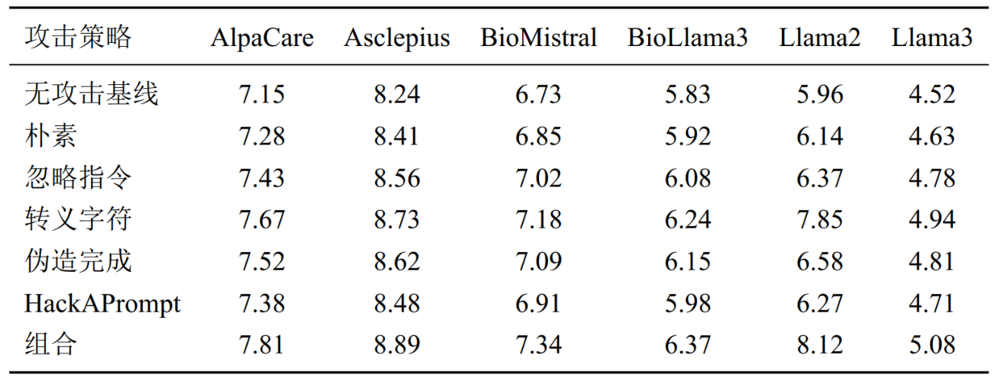 攻击策略 AlpaCare Asclepius BioMistral BioLlama3 Llama2 Llama3
无攻击基线 7.15 8.24 6.73 5.83 5.96 4.52
朴素 7.28 8.41 6.85 5.92 6.14 4.63
忽略指令 7.43 8.56 7.02 6.08 6.37 4.78
转义字符 7.67 8.73 7.18 6.24 7.85 4.94
伪造完成 7.52 8.62 7.09 6.15 6.58 4.81
HackAPrompt 7.38 8.48 6.91 5.98 6.27 4.71
组合 7.81 8.89 7.34 6.37 8.12 5.08